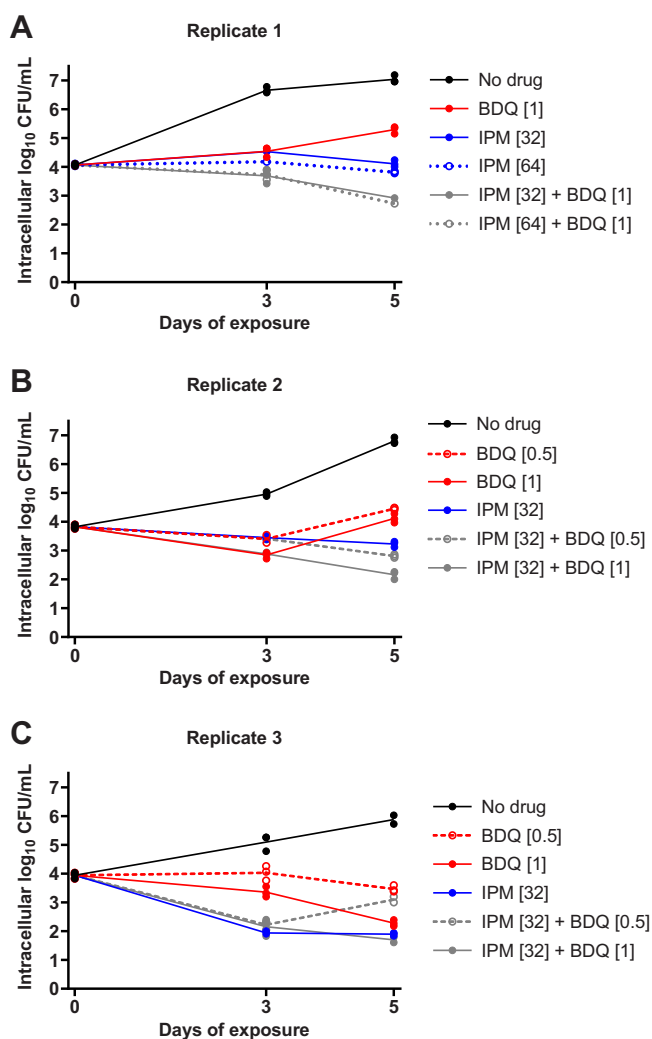 A
Replicate 1
Intracellular log10 CFU/mL
7
6
5
4
3
2
1
0
0
3
5
Days of exposure
No drug
BDQ [1]
IPM [32]
IPM [64]
IPM [32] + BDQ [1]
IPM [64] + BDQ [1]
B
Replicate 2
Intracellular log10 CFU/mL
7
6
5
4
3
2
1
0
0
3
5
Days of exposure
No drug
BDQ [0.5]
BDQ [1]
IPM [32]
IPM [32] + BDQ [0.5]
IPM [32] + BDQ [1]
C
Replicate 3
Intracellular log10 CFU/mL
7
6
5
4
3
2
1
0
0
3
5
Days of exposure
No drug
BDQ [0.5]
BDQ [1]
IPM [32]
IPM [32] + BDQ [0.5]
IPM [32] + BDQ [1]